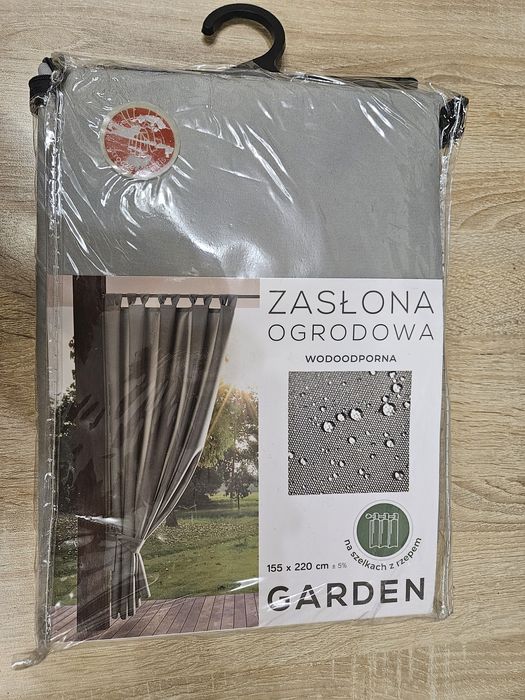 ZASŁONA
OGRODOWA
WODOODPORNA
na szelkach z rzepem
155 x 220 cm ± 5%
GARDEN